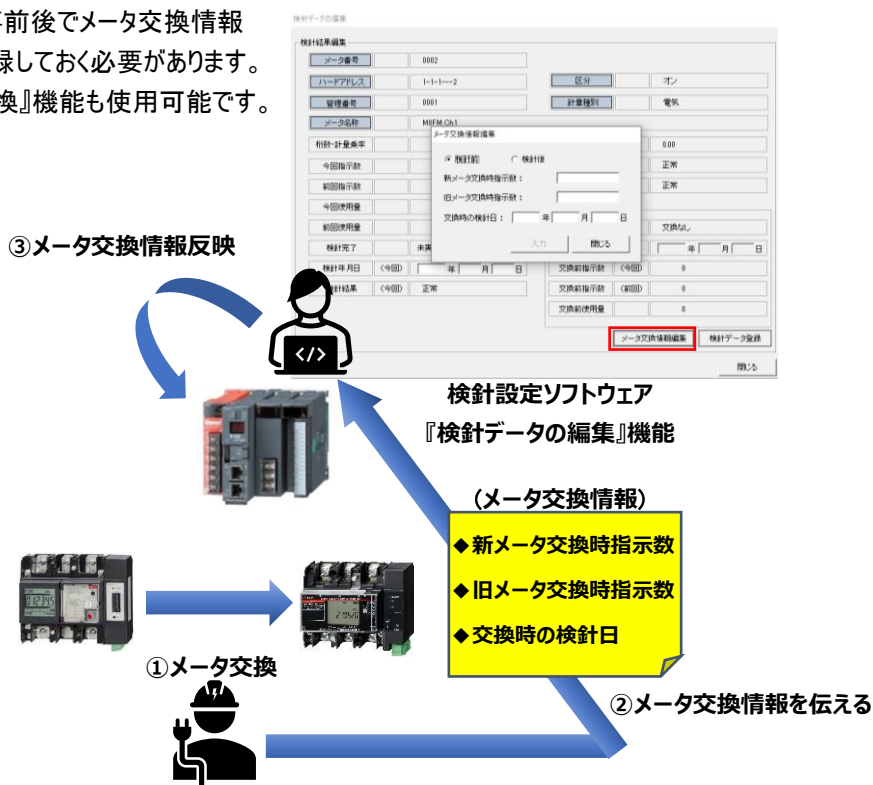 前後でメータ交換情報
録しておく必要があります。
換』機能も使用可能です。
検針データの編集
検針結果編集
メータ番号 0002
ハードアドレス 1-1-1----2 区分 オン
管理番号 0001 計量種別 電気
メータ名称 M8FM.Ch1
桁数・計量乗率 0.00
今回指示数 正常
前回指示数 正常
今回使用量
前回使用量 交換なし
検針完了 未実 年 月 日
検針年月日 (今回) 年 月 日 交換前指示数 (今回) 0
検針結果 (今回) 正常 交換前指示数 (前回) 0
交換前使用量 0
メータ交換情報編集 検針データ登録
閉じる
メータ交換情報編集
検針前 検針後
新メータ交換時指示数:
旧メータ交換時指示数:
交換時の検針日: 年 月 日
入力 閉じる
③メータ交換情報反映
</>
検針設定ソフトウェア
『検針データの編集』機能
(メータ交換情報)
◆新メータ交換時指示数
◆旧メータ交換時指示数
◆交換時の検針日
①メータ交換
②メータ交換情報を伝える